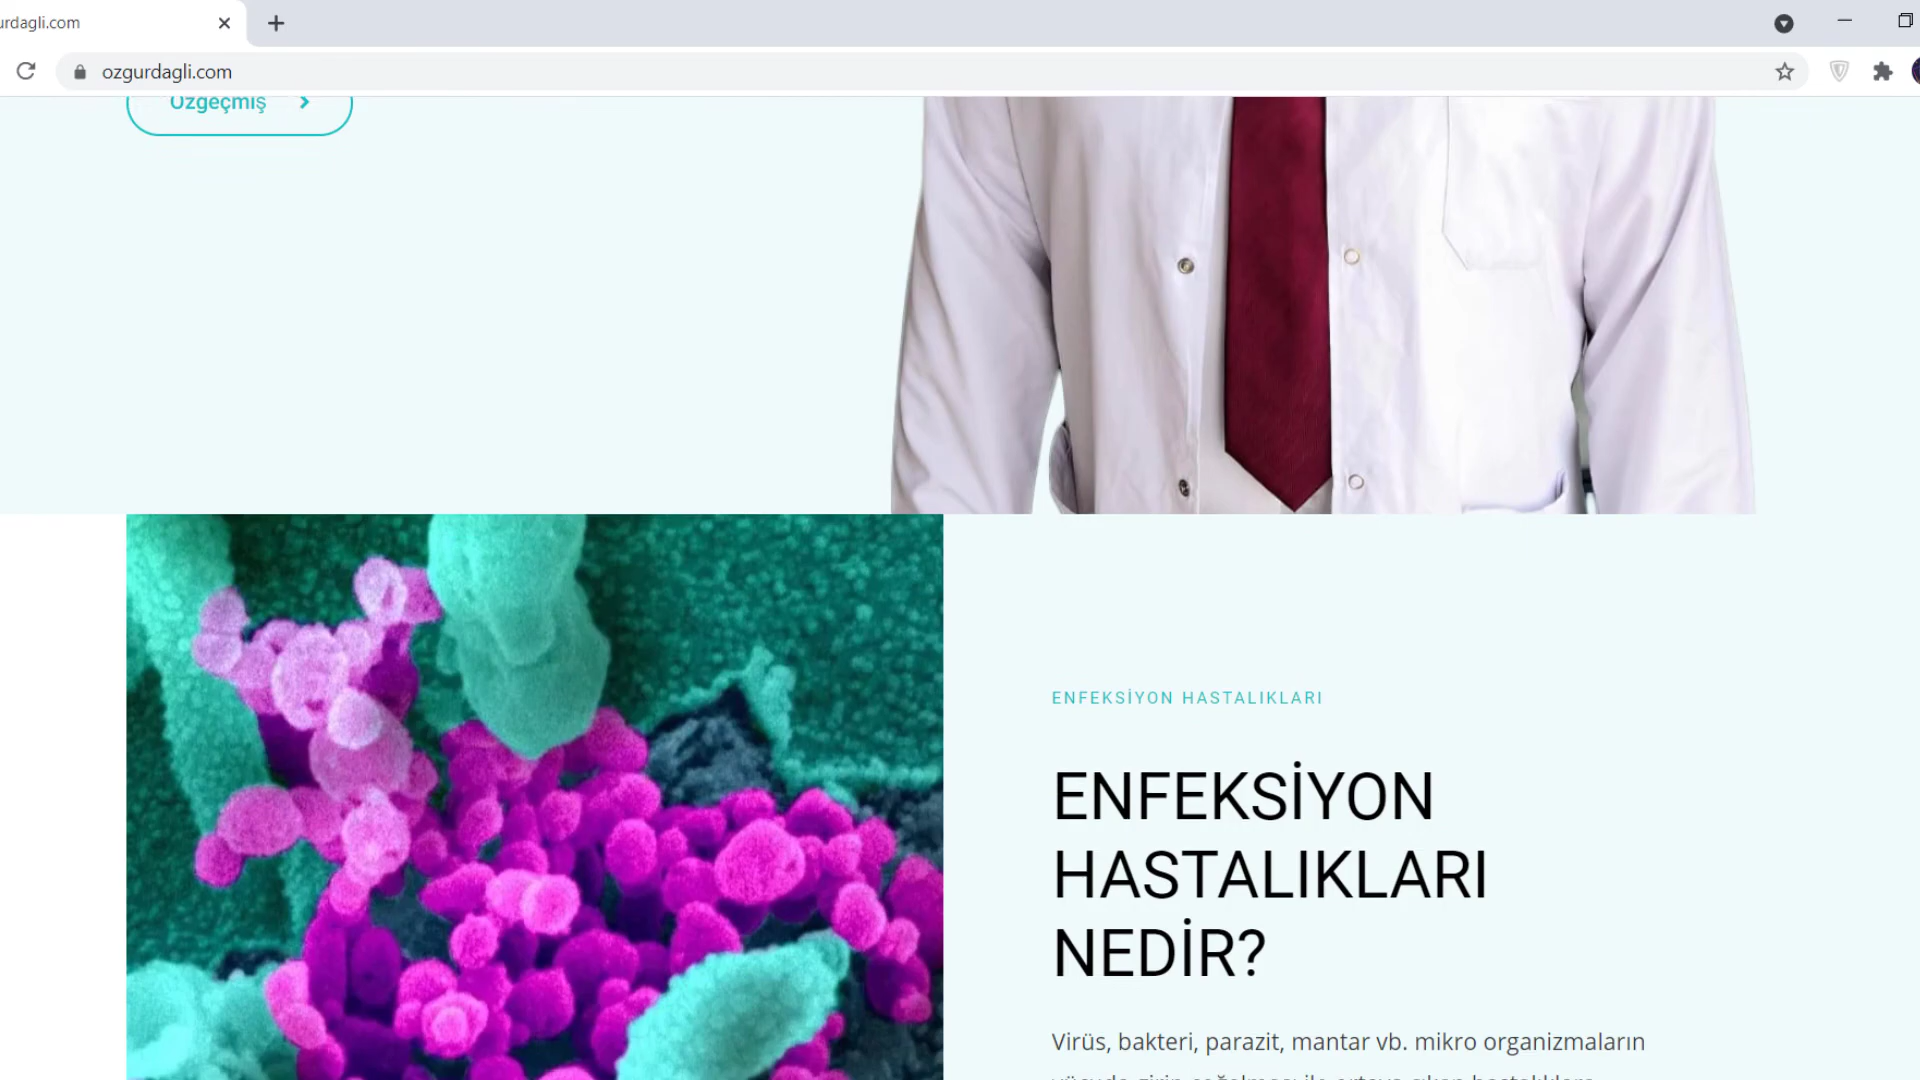 urdagli.com
ozgurdagli.com
Özgeçmiş
ENFEKSİYON HASTALIKLARI
ENFEKSİYON
HASTALIKLARI
NEDİR?
Virüs, bakteri, parazit, mantar vb. mikro organizmaların